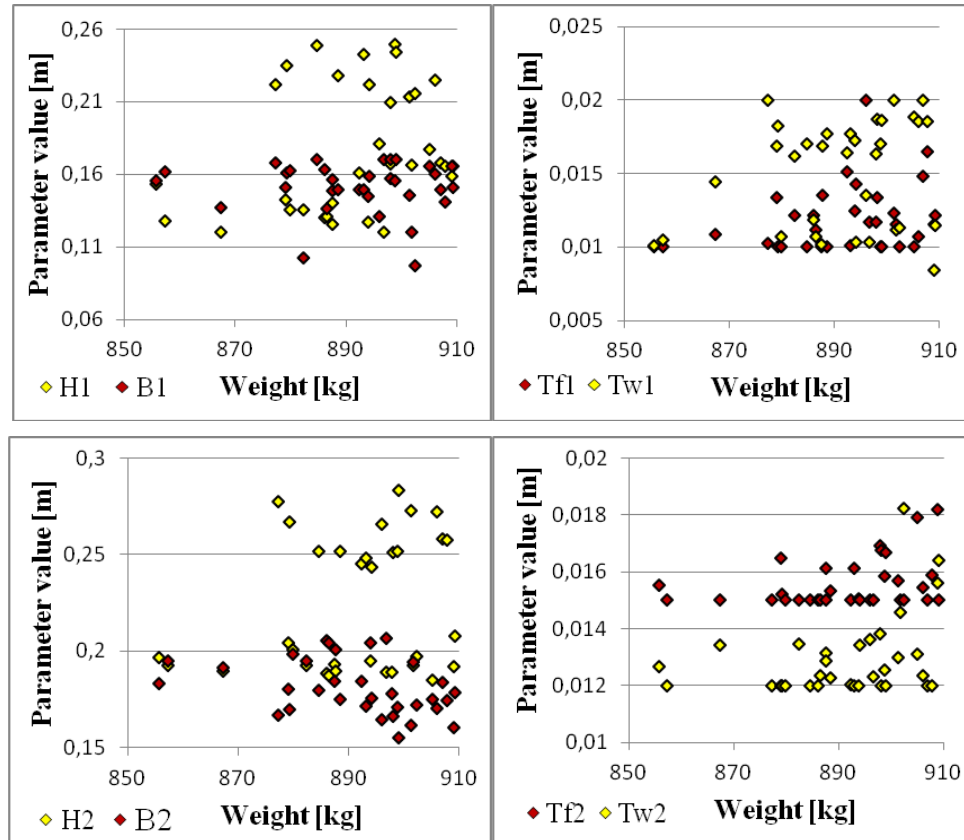 Parameter value [m]
0,26
0,21
0,16
0,11
0,06
850 870 890 910
H1 B1 Weight [kg]
Parameter value [m]
0,025
0,02
0,015
0,01
0,005
850 870 890 910
Tf1 Tw1 Weight [kg]
Parameter value [m]
0,3
0,25
0,2
0,15
850 870 890 910
H2 B2 Weight [kg]
Parameter value [m]
0,02
0,018
0,016
0,014
0,012
0,01
850 870 890 910
Tf2 Tw2 Weight [kg]